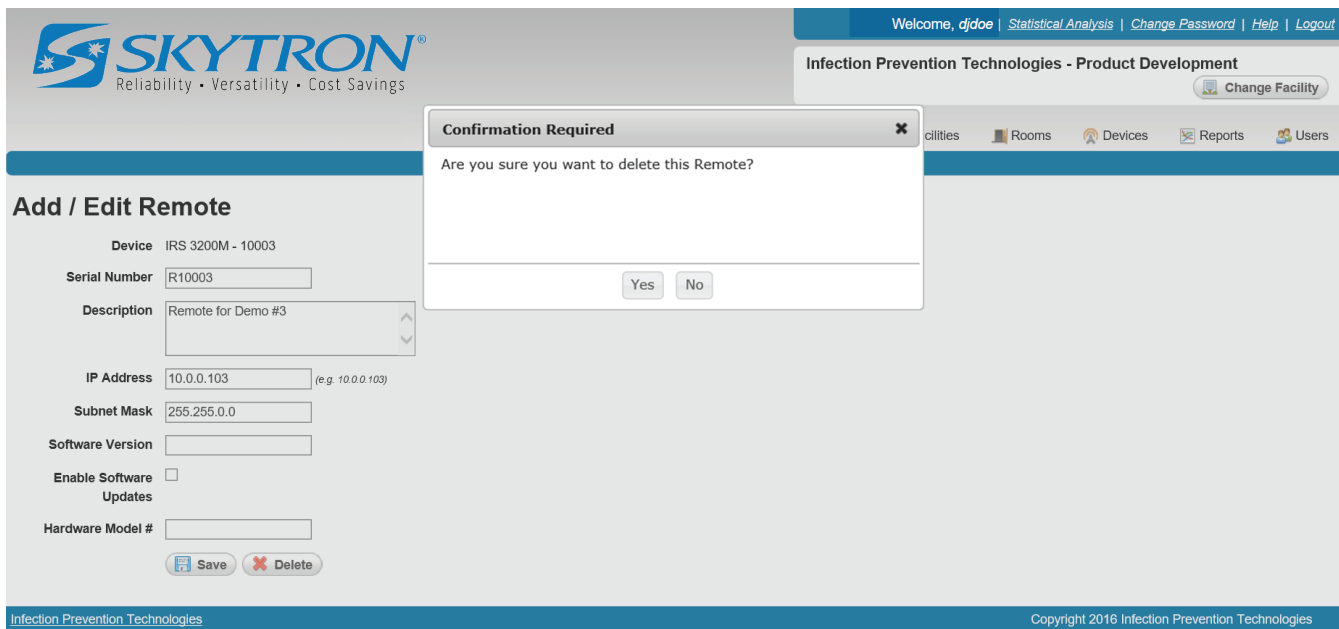 Welcome, djdoe | Statistical Analysis | Change Password | Help | Logout
SKYTRON®
Reliability • Versatility • Cost Savings
Infection Prevention Technologies - Product Development
Change Facility
cilities Rooms Devices Reports Users
Confirmation Required
Are you sure you want to delete this Remote?
Yes No
Add / Edit Remote
Device IRS 3200M - 10003
Serial Number R10003
Description Remote for Demo #3
IP Address 10.0.0.103 (e.g. 10.0.0.103)
Subnet Mask 255.255.0.0
Software Version
Enable Software
Updates
Hardware Model #
Save Delete
Infection Prevention Technologies Copyright 2016 Infection Prevention Technologies